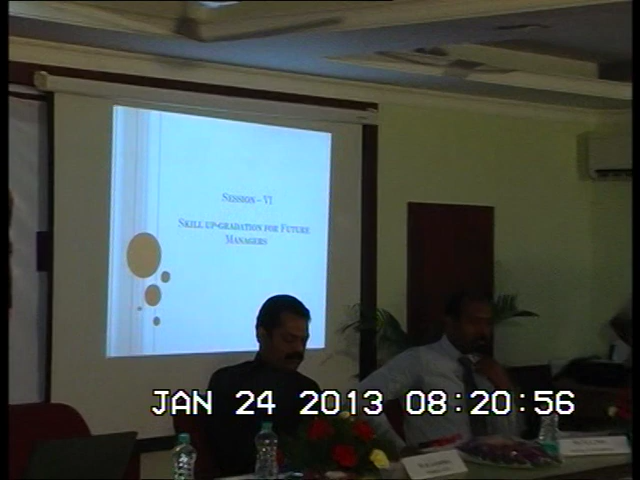 SESSION – VI
SKILL UP-GRADATION FOR FUTURE
MANAGERS
JAN 24 2013 08:20:56